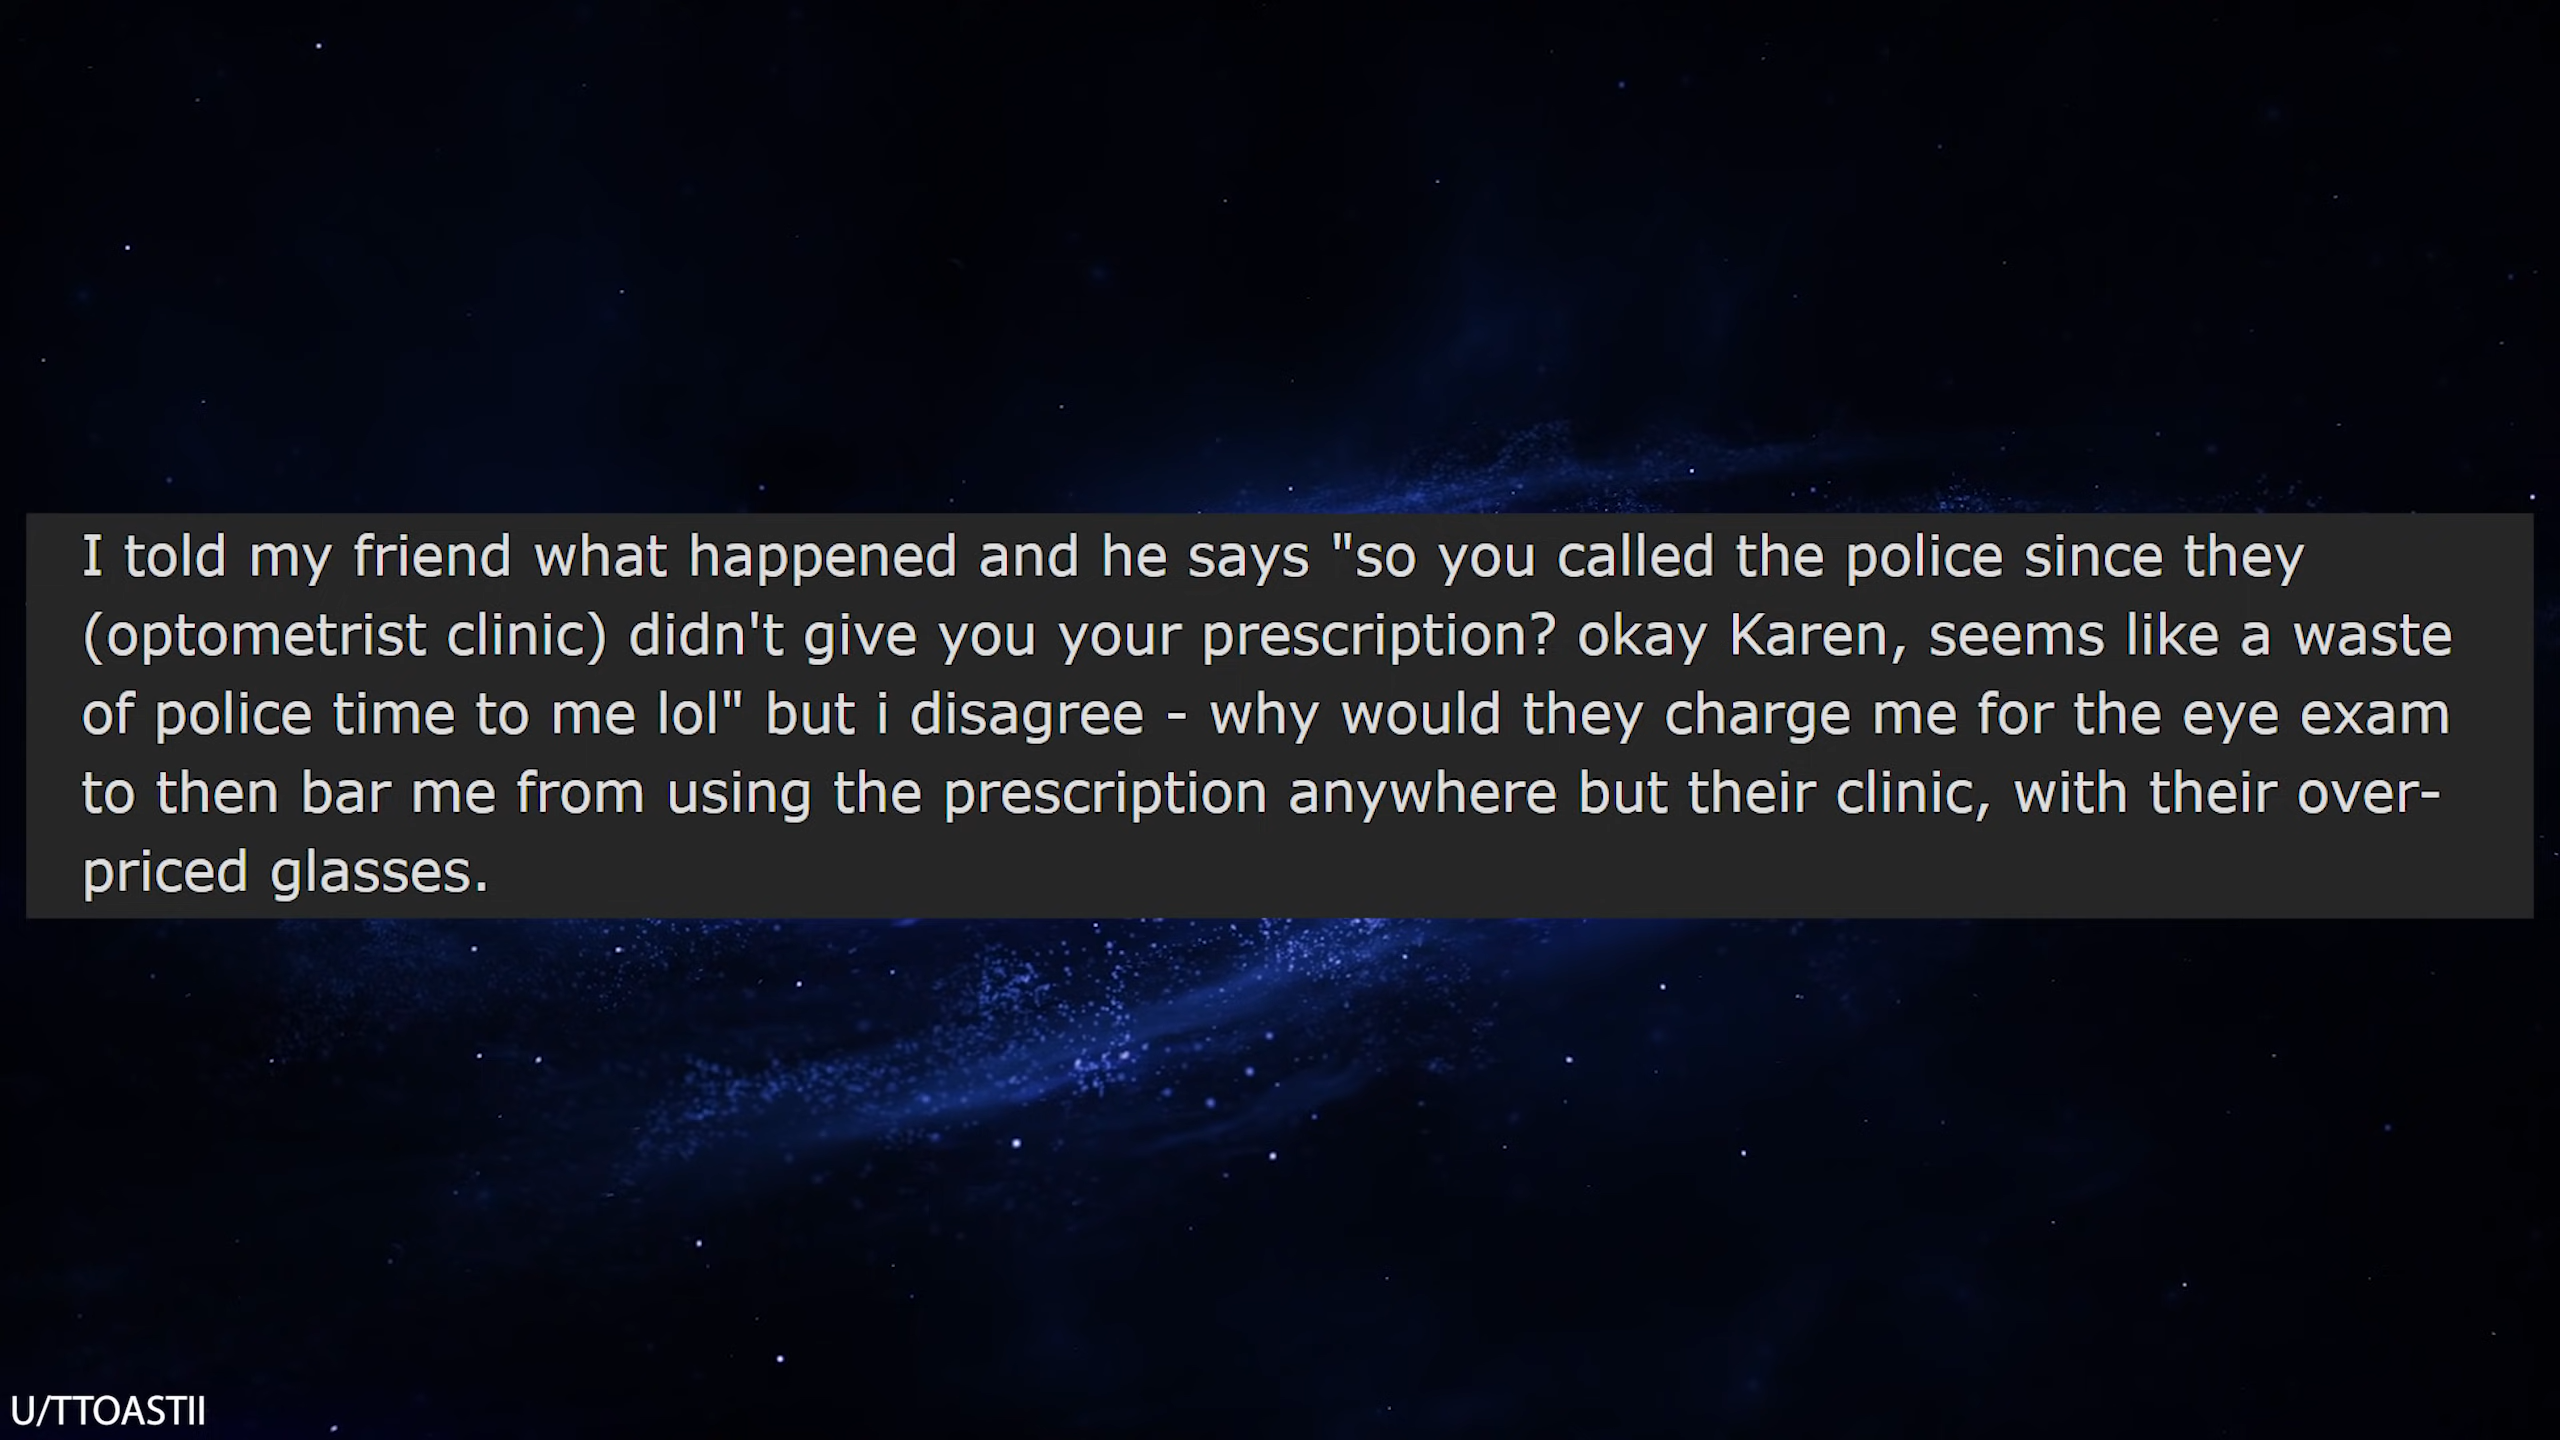 I told my friend what happened and he says "so you called the police since they
(optometrist clinic) didn't give you your prescription? okay Karen, seems like a waste
of police time to me lol" but i disagree - why would they charge me for the eye exam
to then bar me from using the prescription anywhere but their clinic, with their over-
priced glasses.
U/TTOASTII